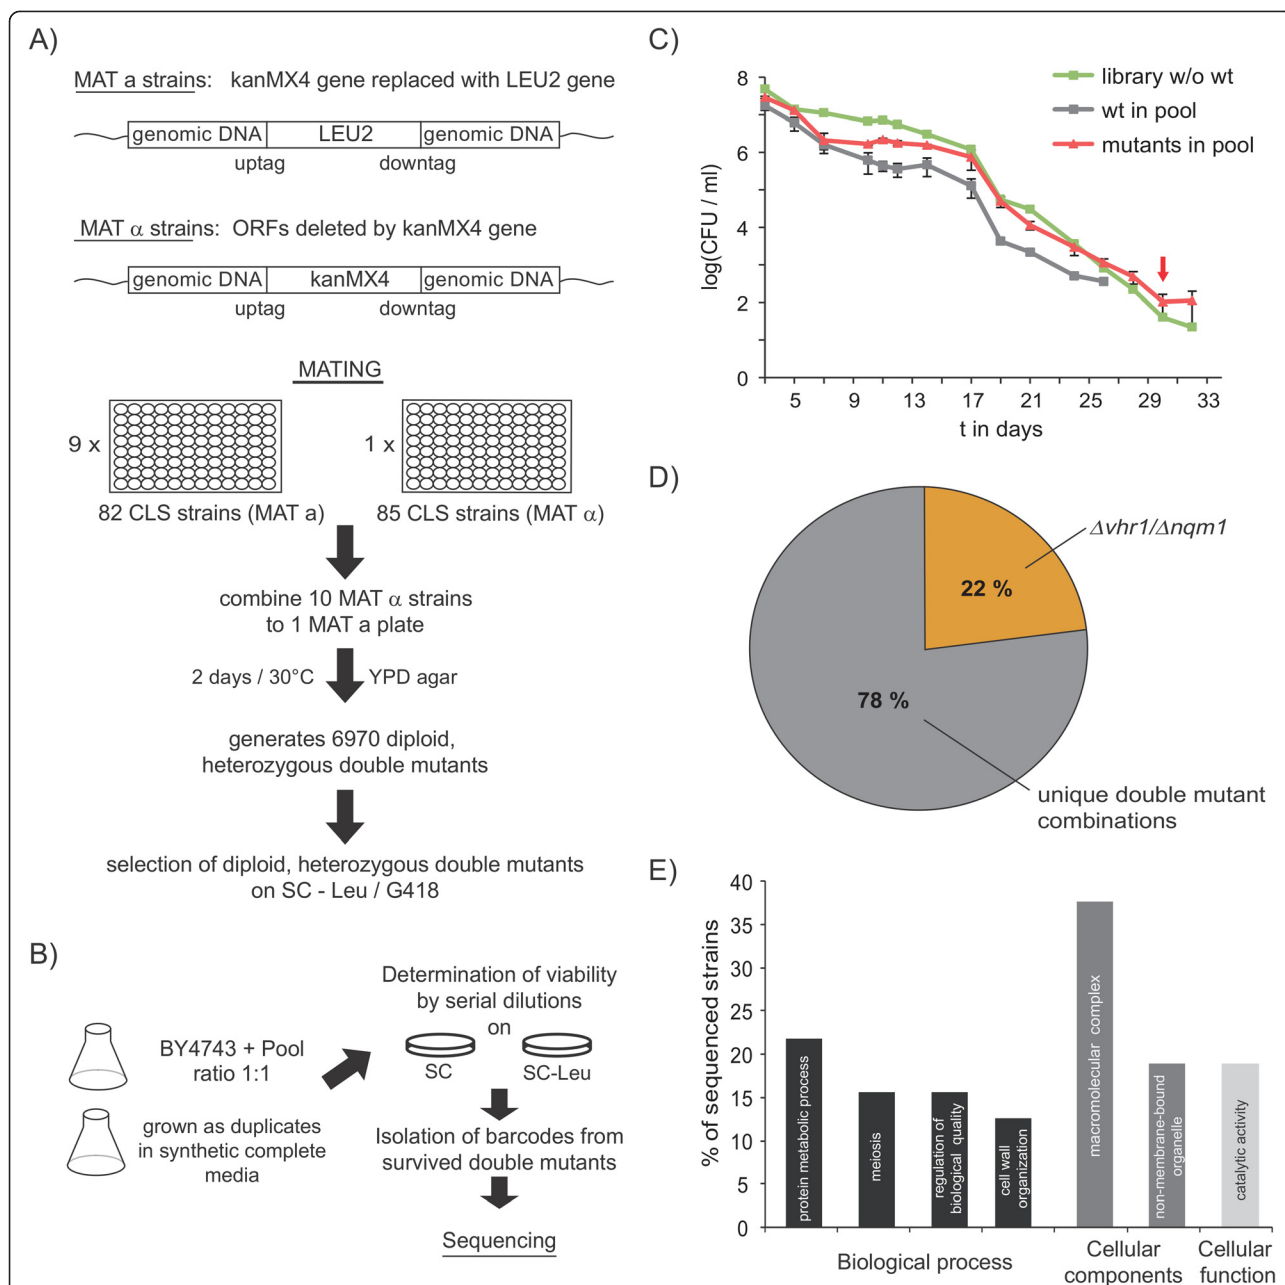 A)
MAT a strains: kanMX4 gene replaced with LEU2 gene
genomic DNA LEU2 genomic DNA
uptag downtag
MAT α strains: ORFs deleted by kanMX4 gene
genomic DNA kanMX4 genomic DNA
uptag downtag
MATING
9 x 1 x
82 CLS strains (MAT a) 85 CLS strains (MAT α)
combine 10 MAT α strains
to 1 MAT a plate
2 days / 30°C YPD agar
generates 6970 diploid,
heterozygous double mutants
selection of diploid, heterozygous double mutants
on SC - Leu / G418
B)
BY4743 + Pool
ratio 1:1
grown as duplicates
in synthetic complete
media
Determination of viability
by serial dilutions
on
SC SC-Leu
Isolation of barcodes from
survived double mutants
Sequencing
C)
library w/o wt
wt in pool
mutants in pool
log(CFU / ml)
8
6
4
2
0
5 9 13 17 21 25 29 33
t in days
D)
Δvhr1/Δnqm1
22 %
78 %
unique double mutant
combinations
E)
% of sequenced strains
40
35
30
25
20
15
10
5
0
protein metabolic process
meiosis
regulation of
biological quality
cell wall
organization
macromolecular complex
non-membrane-bound
organelle
catalytic activity
Biological process
Cellular
components
Cellular
function